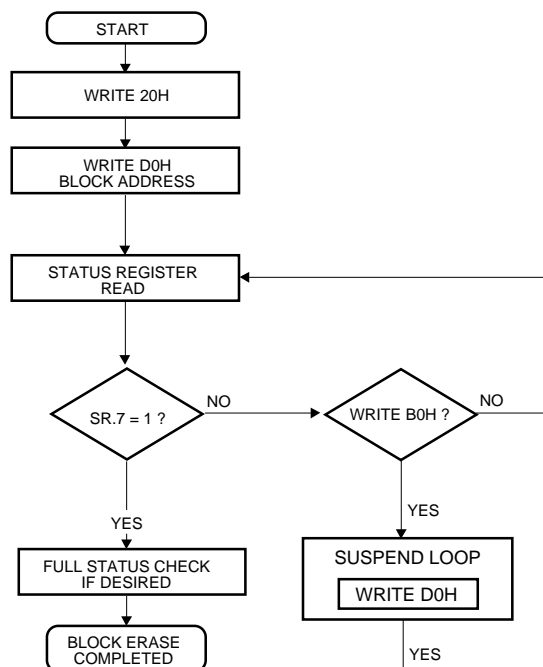 START
WRITE 20H
WRITE D0H
BLOCK ADDRESS
STATUS REGISTER
READ
SR.7 = 1 ?
NO
WRITE B0H ?
NO
YES
YES
FULL STATUS CHECK
IF DESIRED
SUSPEND LOOP
WRITE D0H
BLOCK ERASE
COMPLETED
YES